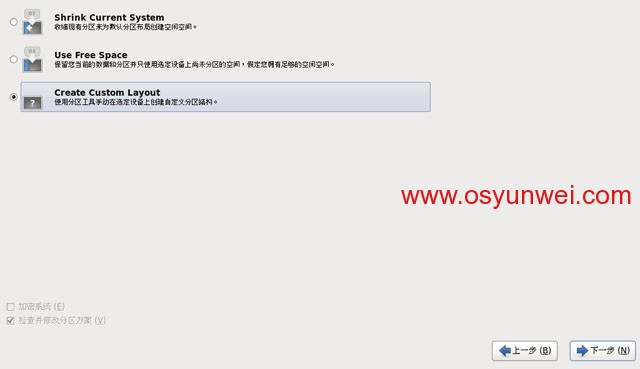 Shrink Current System
收缩现有分区来为默认分区布局创建空闲空间。
Use Free Space
保留您当前的数据和分区并只使用选定设备上尚未分区的空间，假定您拥有足够的空闲空间。
Create Custom Layout
使用分区工具手动在选定设备上创建自定义分区结构。
www.osyunwei.com
加密系统 (E)
检查并修改分区方案 (V)
上一步 (B)
下一步 (N)